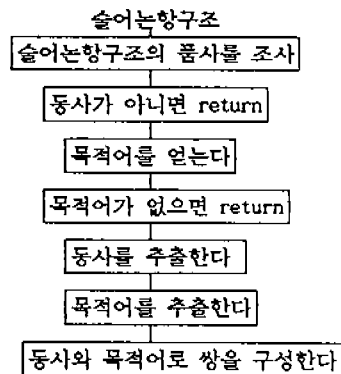 술어논항구조
술어논항구조의 품사를 조사
동사가 아니면 return
목적어를 얻는다
목적어가 없으면 return
동사를 추출한다
목적어를 추출한다
동사와 목적어로 쌍을 구성한다